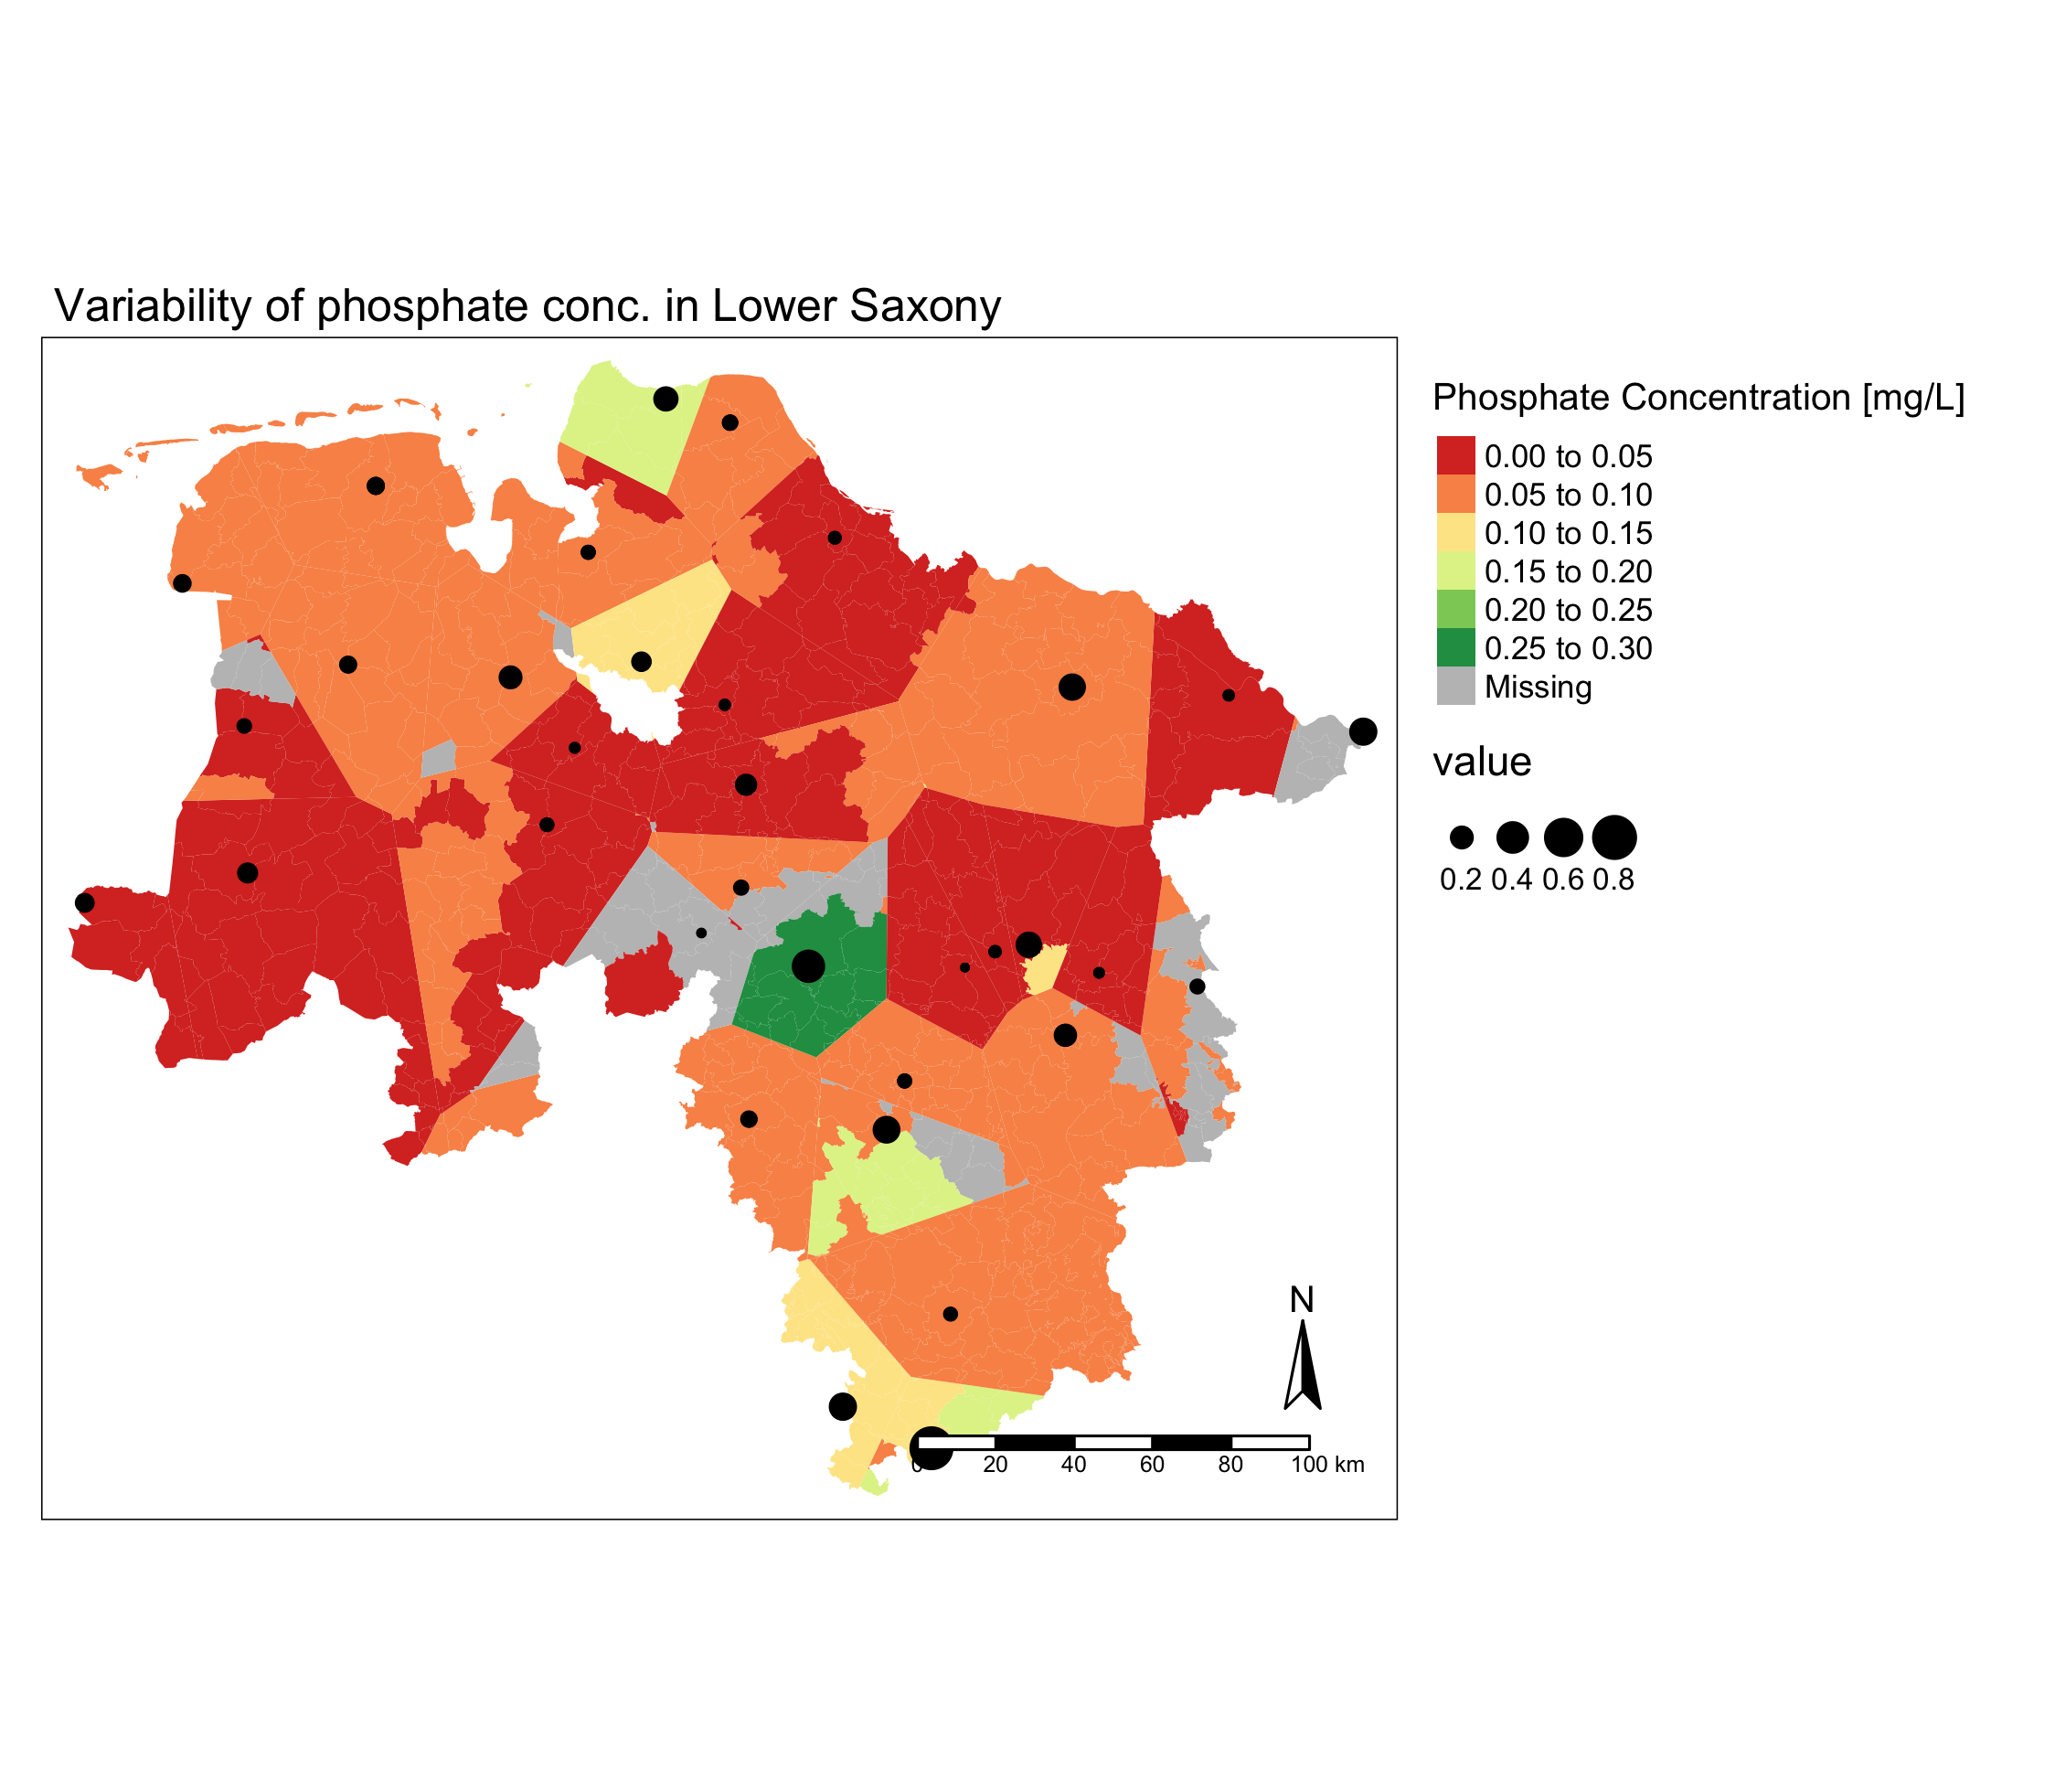 Variability of phosphate conc. in Lower Saxony
Phosphate Concentration [mg/L]
0.00 to 0.05
0.05 to 0.10
0.10 to 0.15
0.15 to 0.20
0.20 to 0.25
0.25 to 0.30
Missing
value
0.2 0.4 0.6 0.8
N
0 20 40 60 80 100 km